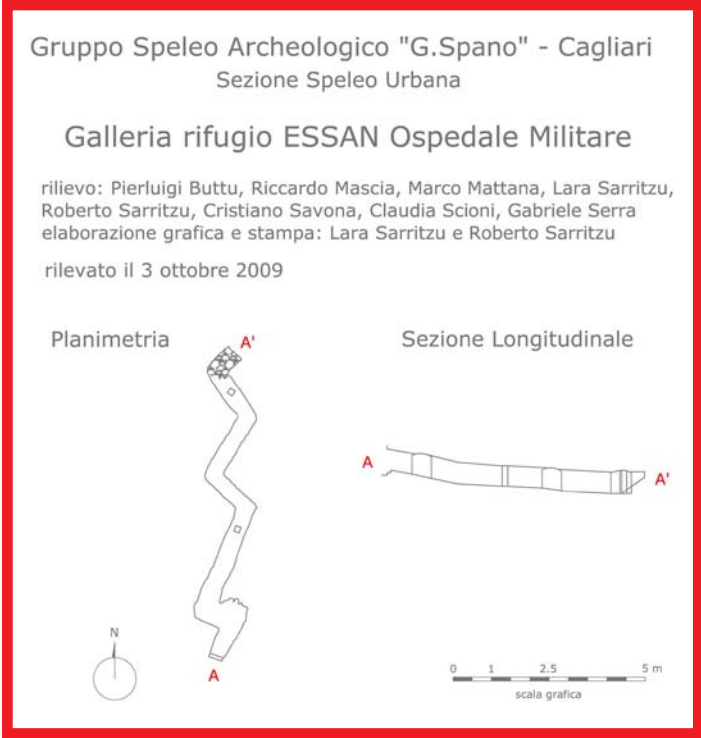 Gruppo Speleo Archeologico "G.Spano" - Cagliari
Sezione Speleo Urbana
Galleria rifugio ESSAN Ospedale Militare
rilievo: Pierluigi Buttu, Riccardo Mascia, Marco Mattana, Lara Sarritzu,
Roberto Sarritzu, Cristiano Savona, Claudia Scioni, Gabriele Serra
elaborazione grafica e stampa: Lara Sarritzu e Roberto Sarritzu
rilevato il 3 ottobre 2009
Planimetria
A'
A
N
Sezione Longitudinale
A
A'
0 1 2.5 5 m
scala grafica